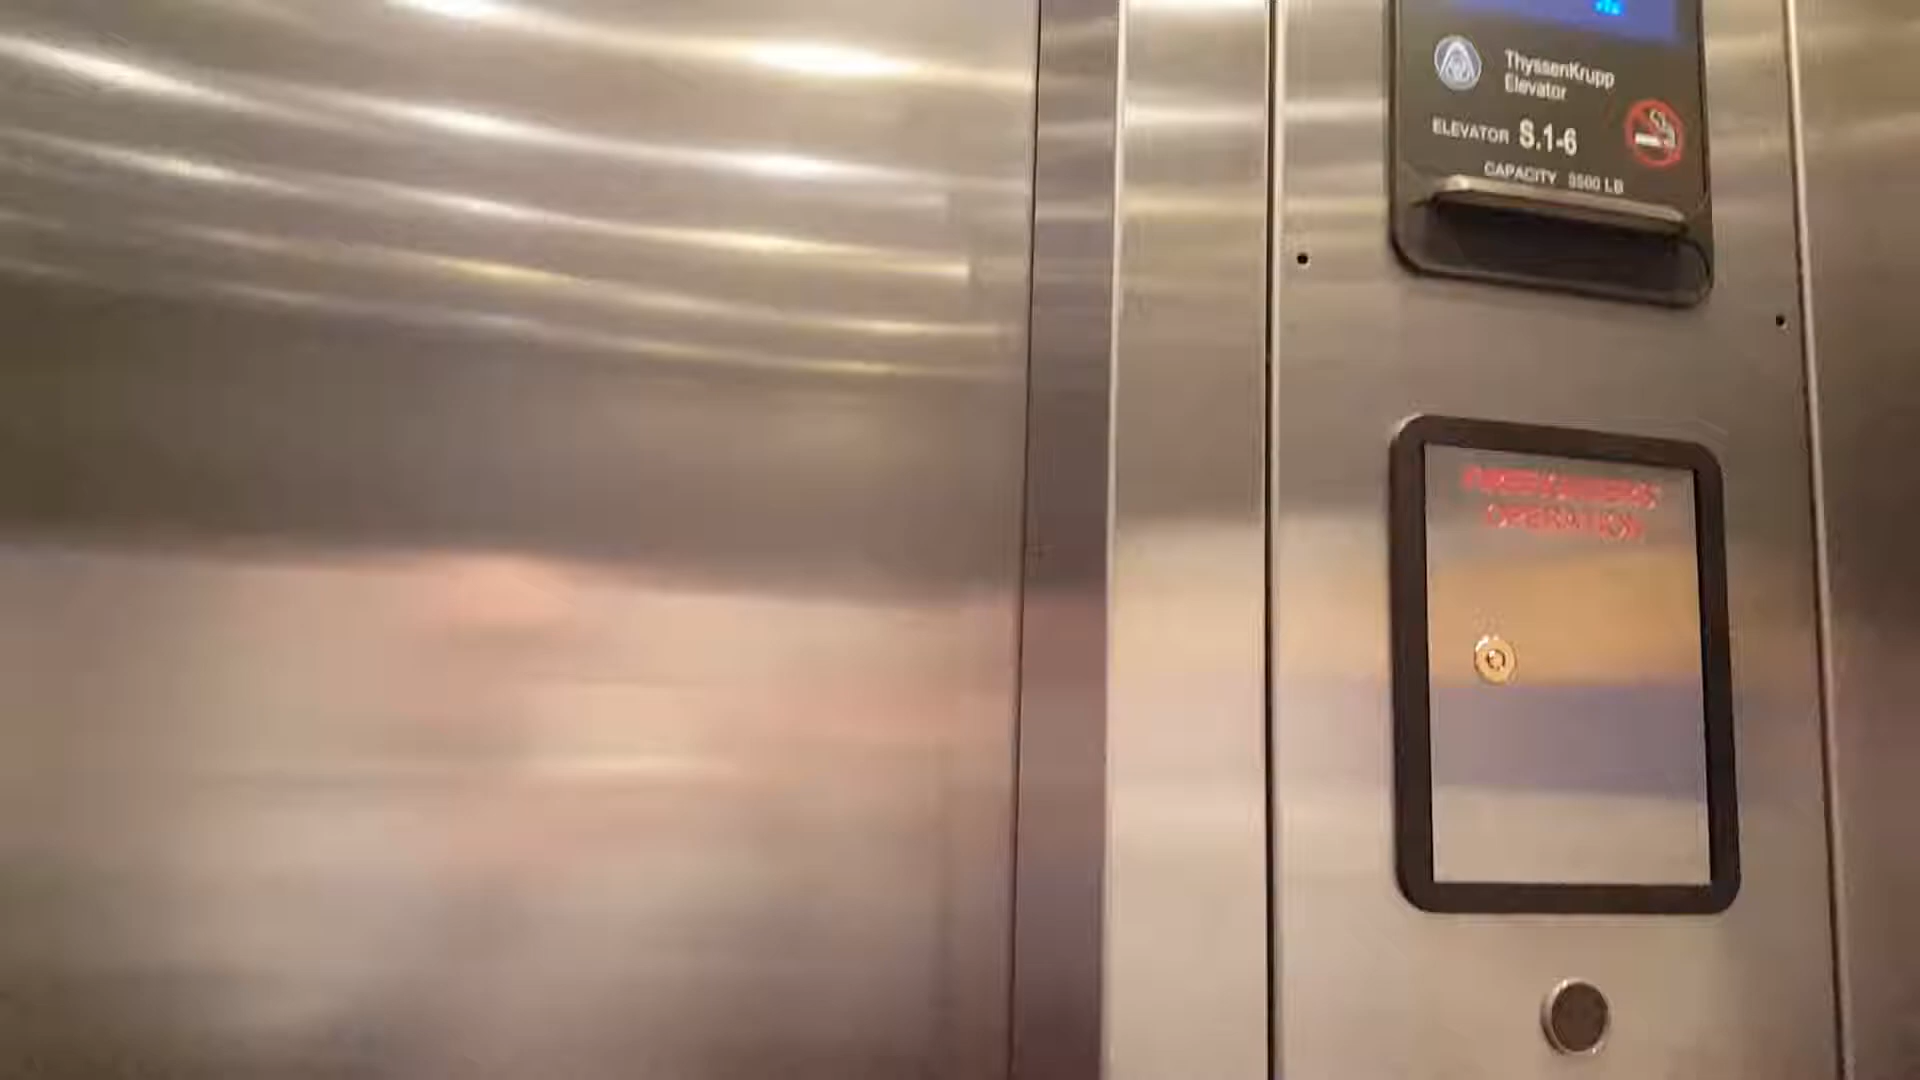 ThyssenKrupp
Elevator
ELEVATOR S.1-6
CAPACITY 3500 LB
OPERATION